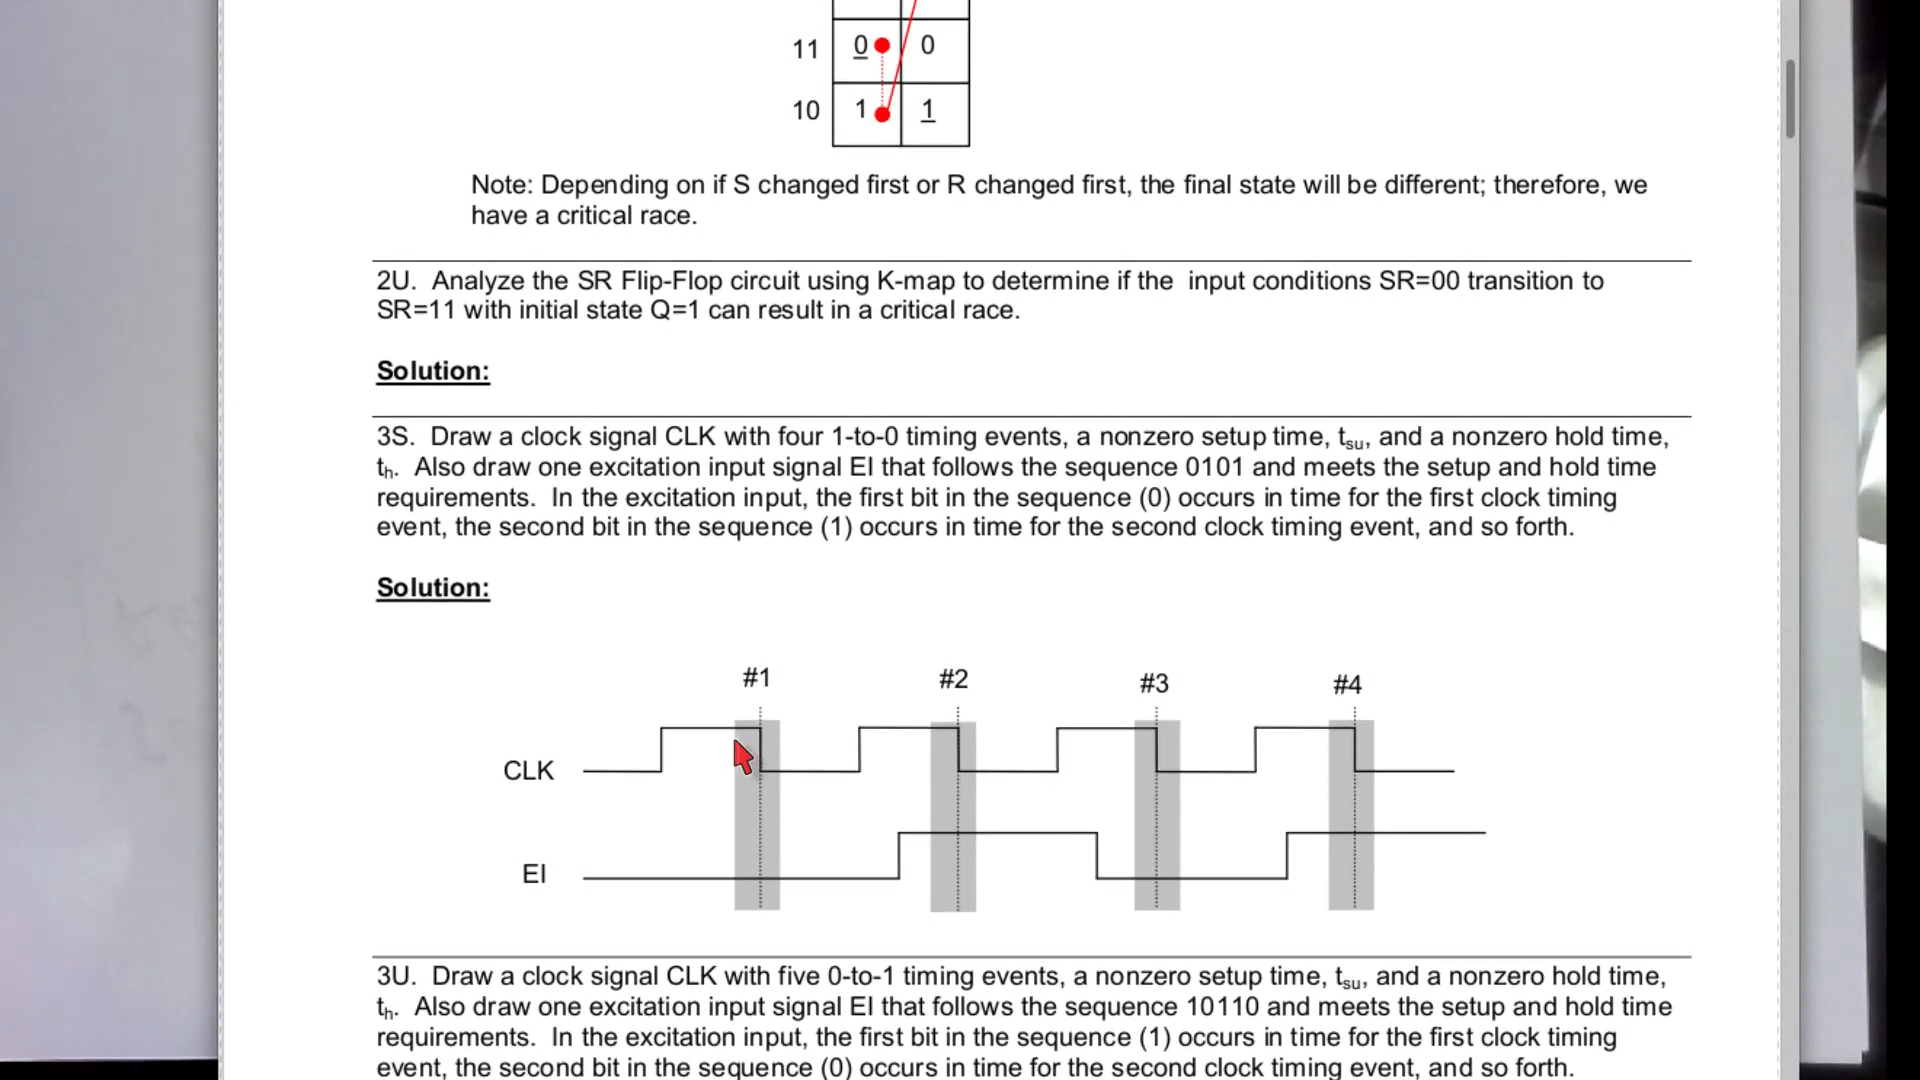 11 0 0
10 1 1
Note: Depending on if S changed first or R changed first, the final state will be different; therefore, we
have a critical race.
2U. Analyze the SR Flip-Flop circuit using K-map to determine if the input conditions SR=00 transition to
SR=11 with initial state Q=1 can result in a critical race.
Solution:
3S. Draw a clock signal CLK with four 1-to-0 timing events, a nonzero setup time, tsu, and a nonzero hold time,
th. Also draw one excitation input signal EI that follows the sequence 0101 and meets the setup and hold time
requirements. In the excitation input, the first bit in the sequence (0) occurs in time for the first clock timing
event, the second bit in the sequence (1) occurs in time for the second clock timing event, and so forth.
Solution:
#1 #2 #3 #4
CLK
EI
3U. Draw a clock signal CLK with five 0-to-1 timing events, a nonzero setup time, tsu, and a nonzero hold time,
th. Also draw one excitation input signal EI that follows the sequence 10110 and meets the setup and hold time
requirements. In the excitation input, the first bit in the sequence (1) occurs in time for the first clock timing
event, the second bit in the sequence (0) occurs in time for the second clock timing event, and so forth.